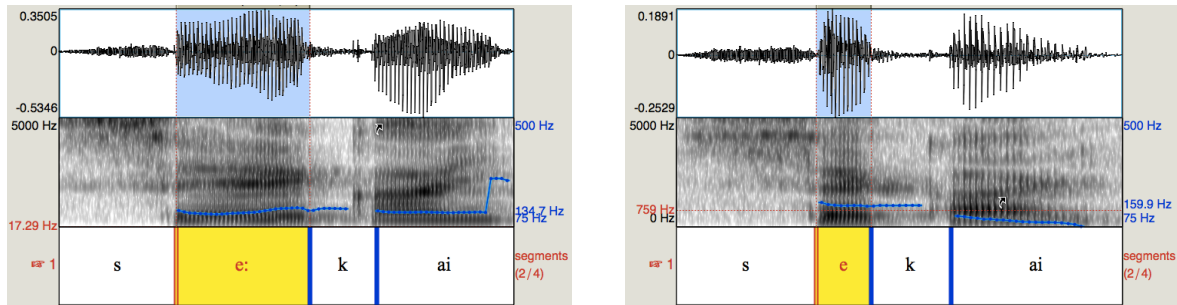 0.3505
0
-0.5346
5000 Hz 500 Hz
134.7 Hz
75 Hz
17.29 Hz
☞ 1 s e: k ai segments
(2/4)
0.1891
0
-0.2529
5000 Hz 500 Hz
759 Hz 159.9 Hz
0 Hz 75 Hz
☞ 1 s e k ai segments
(2/4)